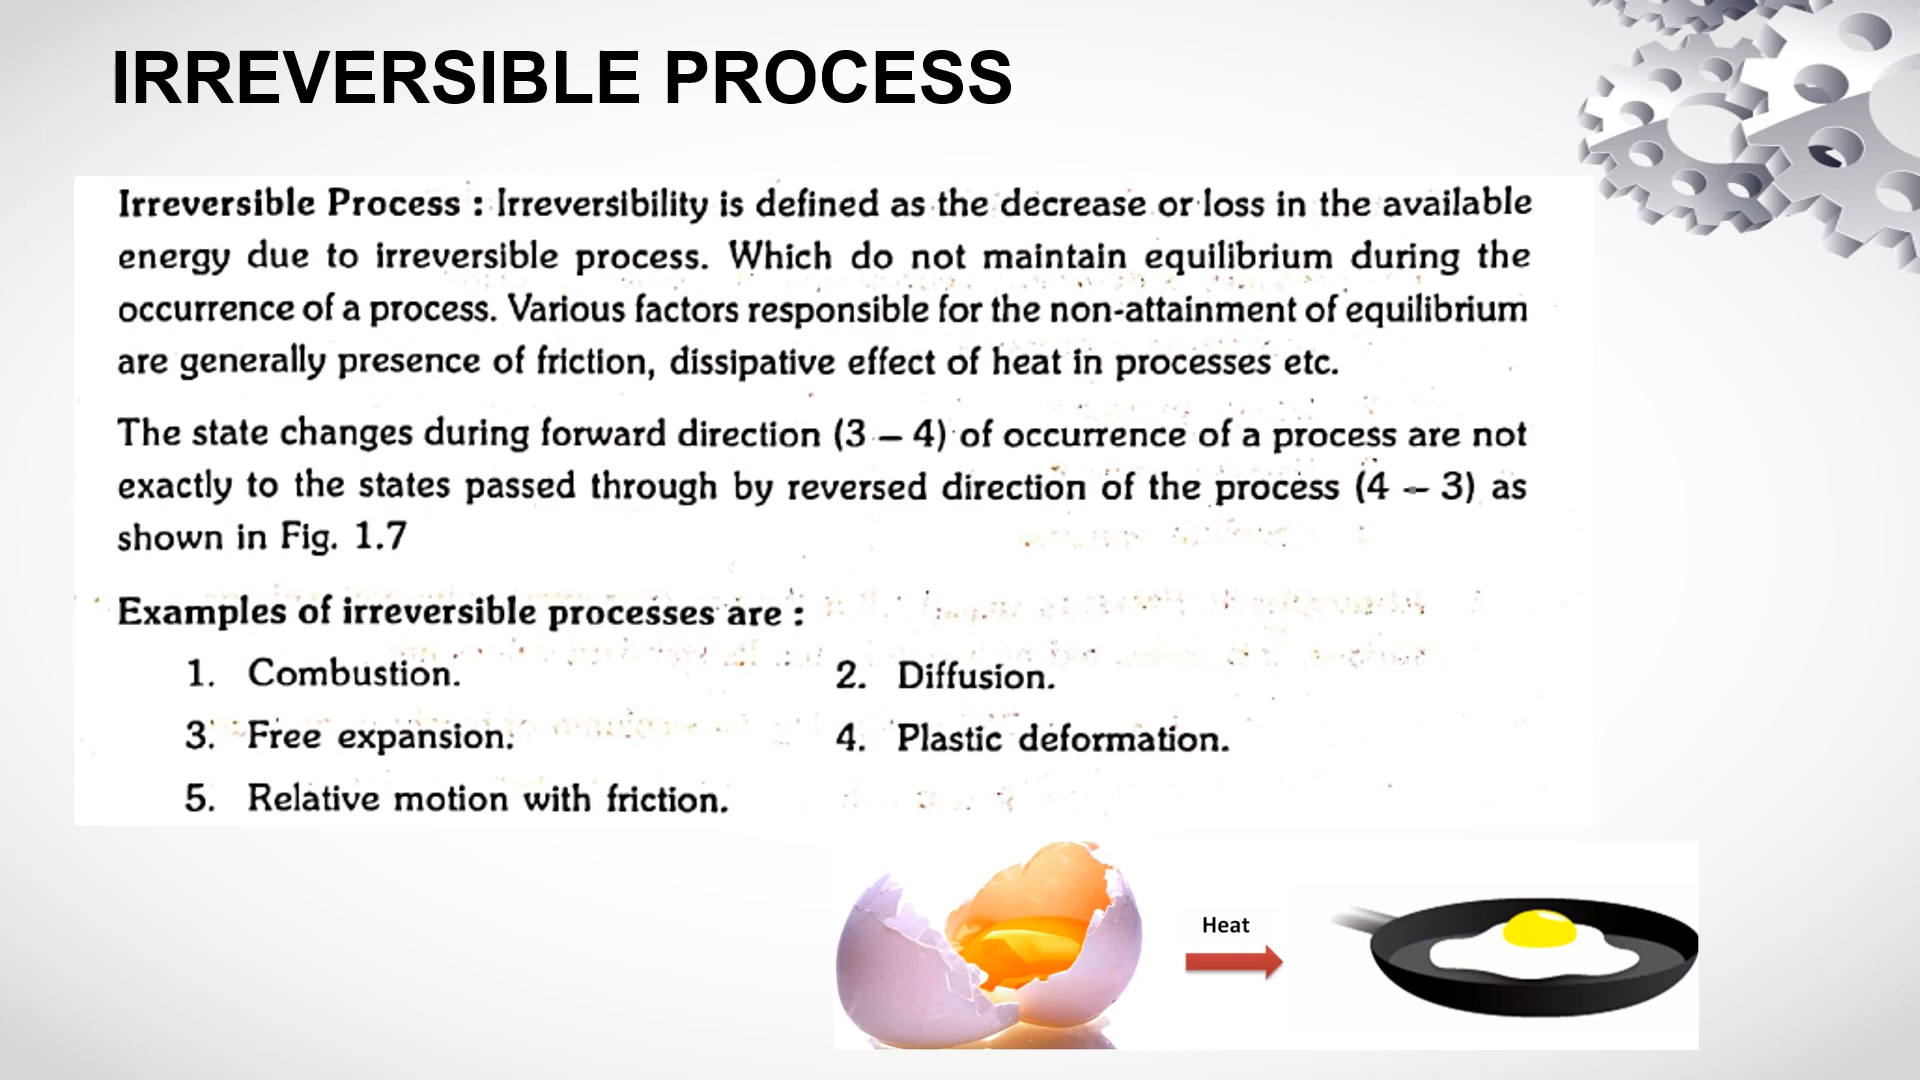 IRREVERSIBLE PROCESS
Irreversible Process : Irreversibility is defined as the decrease or loss in the available
energy due to irreversible process. Which do not maintain equilibrium during the
occurrence of a process. Various factors responsible for the non-attainment of equilibrium
are generally presence of friction, dissipative effect of heat in processes etc.
The state changes during forward direction (3 – 4) of occurrence of a process are not
exactly to the states passed through by reversed direction of the process (4 – 3) as
shown in Fig. 1.7
Examples of irreversible processes are :
1. Combustion. 2. Diffusion.
3. Free expansion. 4. Plastic deformation.
5. Relative motion with friction.
Heat